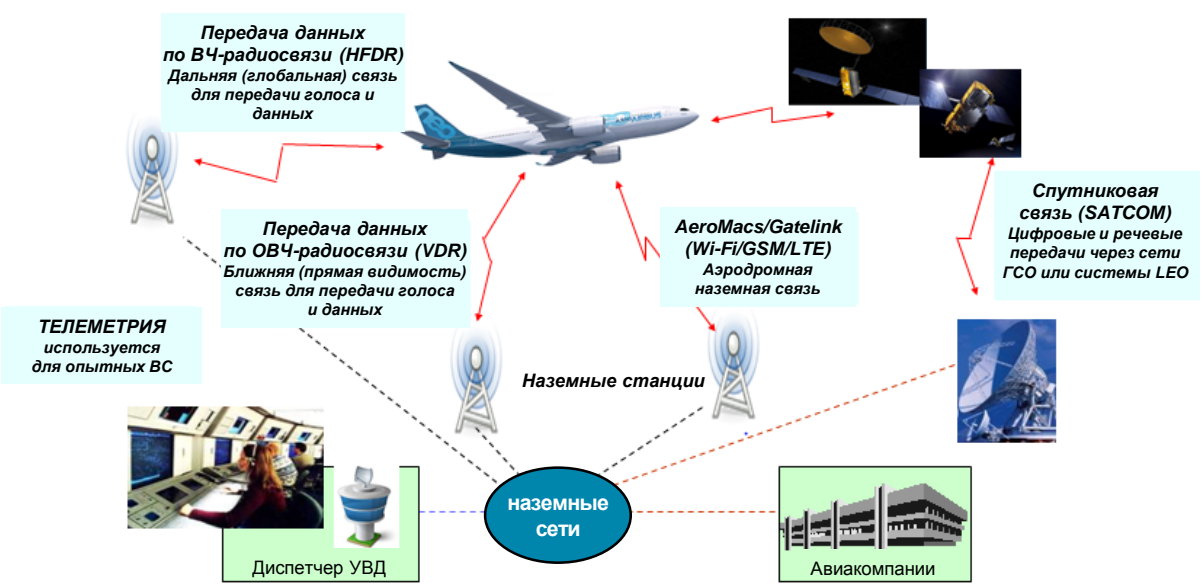 Передача данных
по ВЧ-радиосвязи (HFDR)
Дальняя (глобальная) связь
для передачи голоса и
данных
neo
AIRBUS
Передача данных
по ОВЧ-радиосвязи (VDR)
Ближняя (прямая видимость)
связь для передачи голоса
и данных
AeroMacs/Gatelink
(Wi-Fi/GSM/LTE)
Аэродромная
наземная связь
Спутниковая
связь (SATCOM)
Цифровые и речевые
передачи через сети
ГСО или системы LEO
ТЕЛЕМЕТРИЯ
используется
для опытных ВС
Наземные станции
наземные
сети
Диспетчер УВД
Авиакомпании